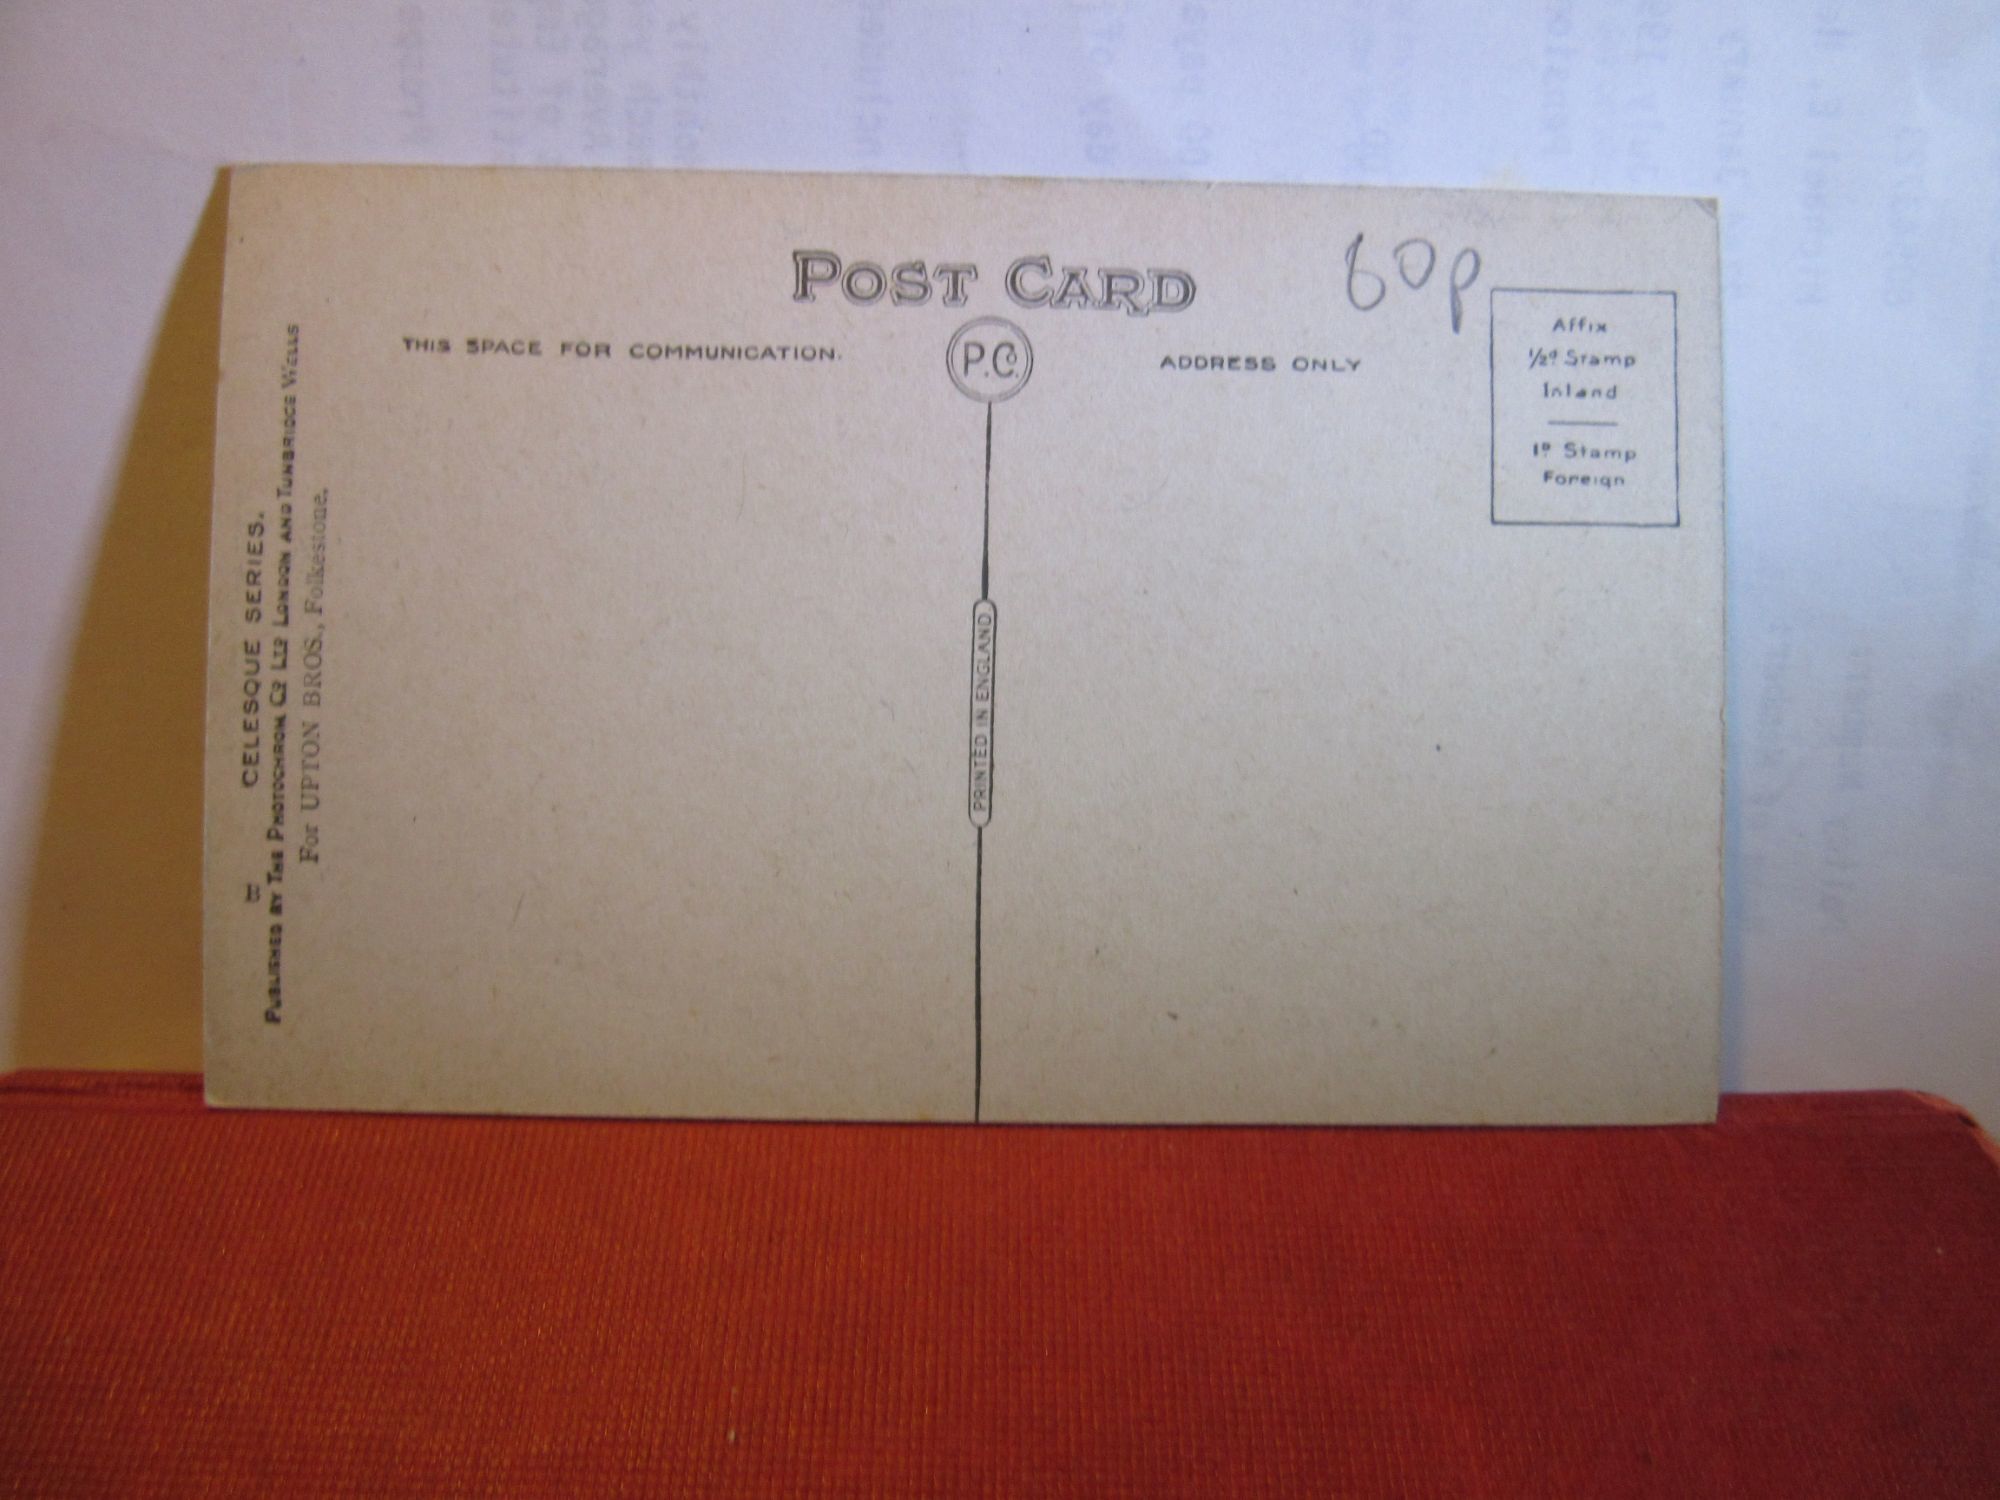 POST CARD
60p
THIS SPACE FOR COMMUNICATION.
P.C.
ADDRESS ONLY
Affix
½d Stamp
Inland
1D Stamp
Foreign
PRINTED IN ENGLAND
CELESQUE SERIES.
PUBLISHED BY THE PHOTOCHROM CO LTD LONDON AND TUNBRIDGE WELLS
For UPTON BROS., Folkestone.